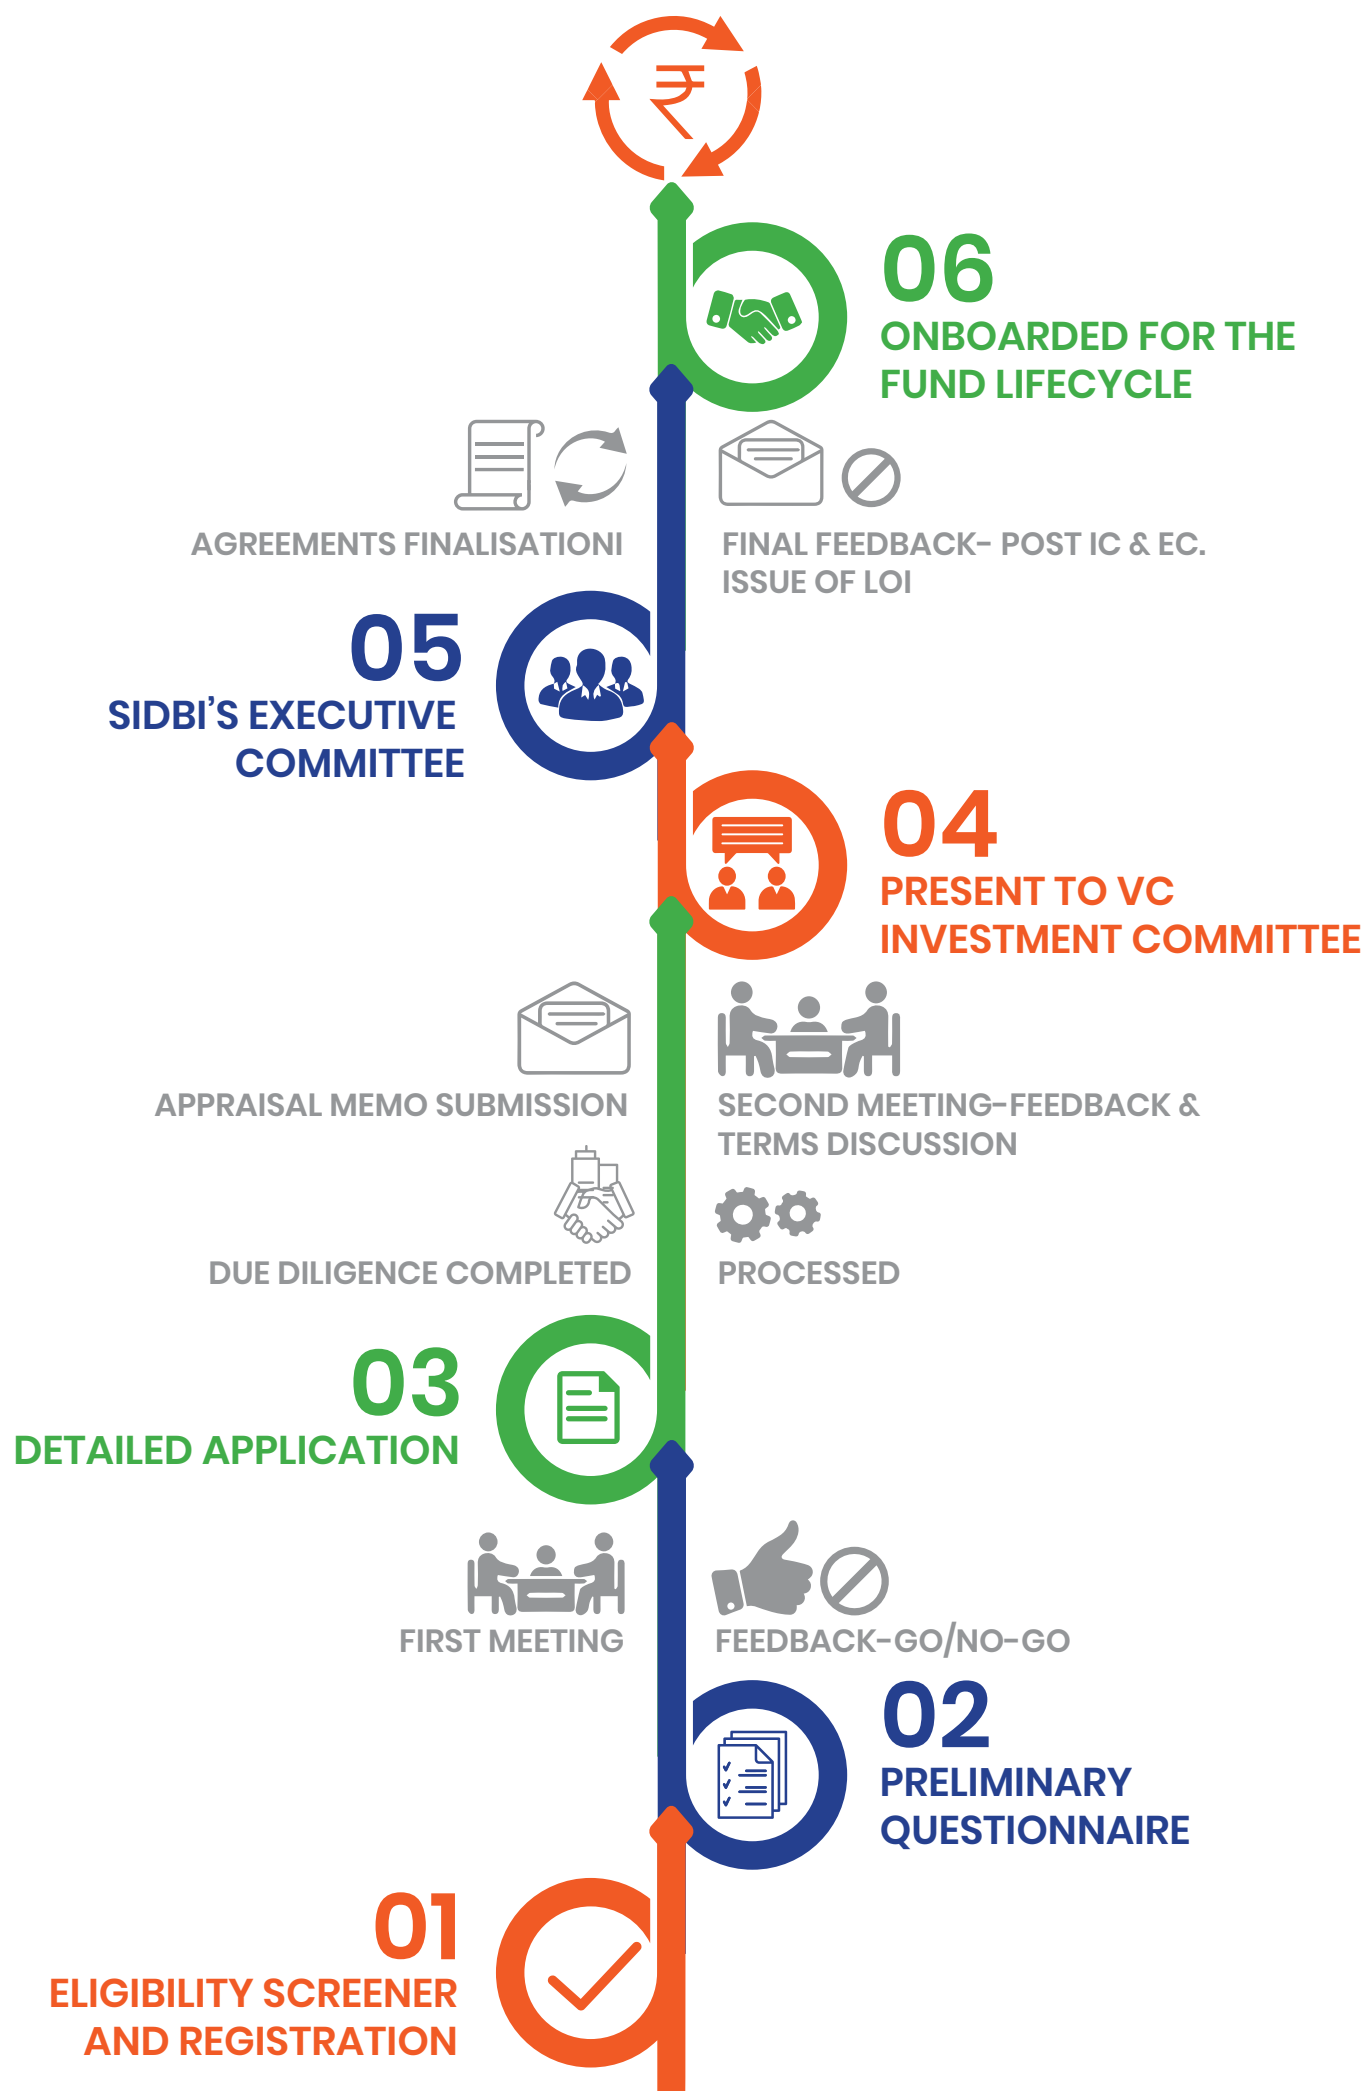 ₹
06
ONBOARDED FOR THE
FUND LIFECYCLE
AGREEMENTS FINALISATIONI
FINAL FEEDBACK- POST IC & EC.
ISSUE OF LOI
05
SIDBI'S EXECUTIVE
COMMITTEE
04
PRESENT TO VC
INVESTMENT COMMITTEE
APPRAISAL MEMO SUBMISSION
SECOND MEETING-FEEDBACK &
TERMS DISCUSSION
DUE DILIGENCE COMPLETED
PROCESSED
03
DETAILED APPLICATION
FIRST MEETING
FEEDBACK-GO/NO-GO
02
PRELIMINARY
QUESTIONNAIRE
01
ELIGIBILITY SCREENER
AND REGISTRATION